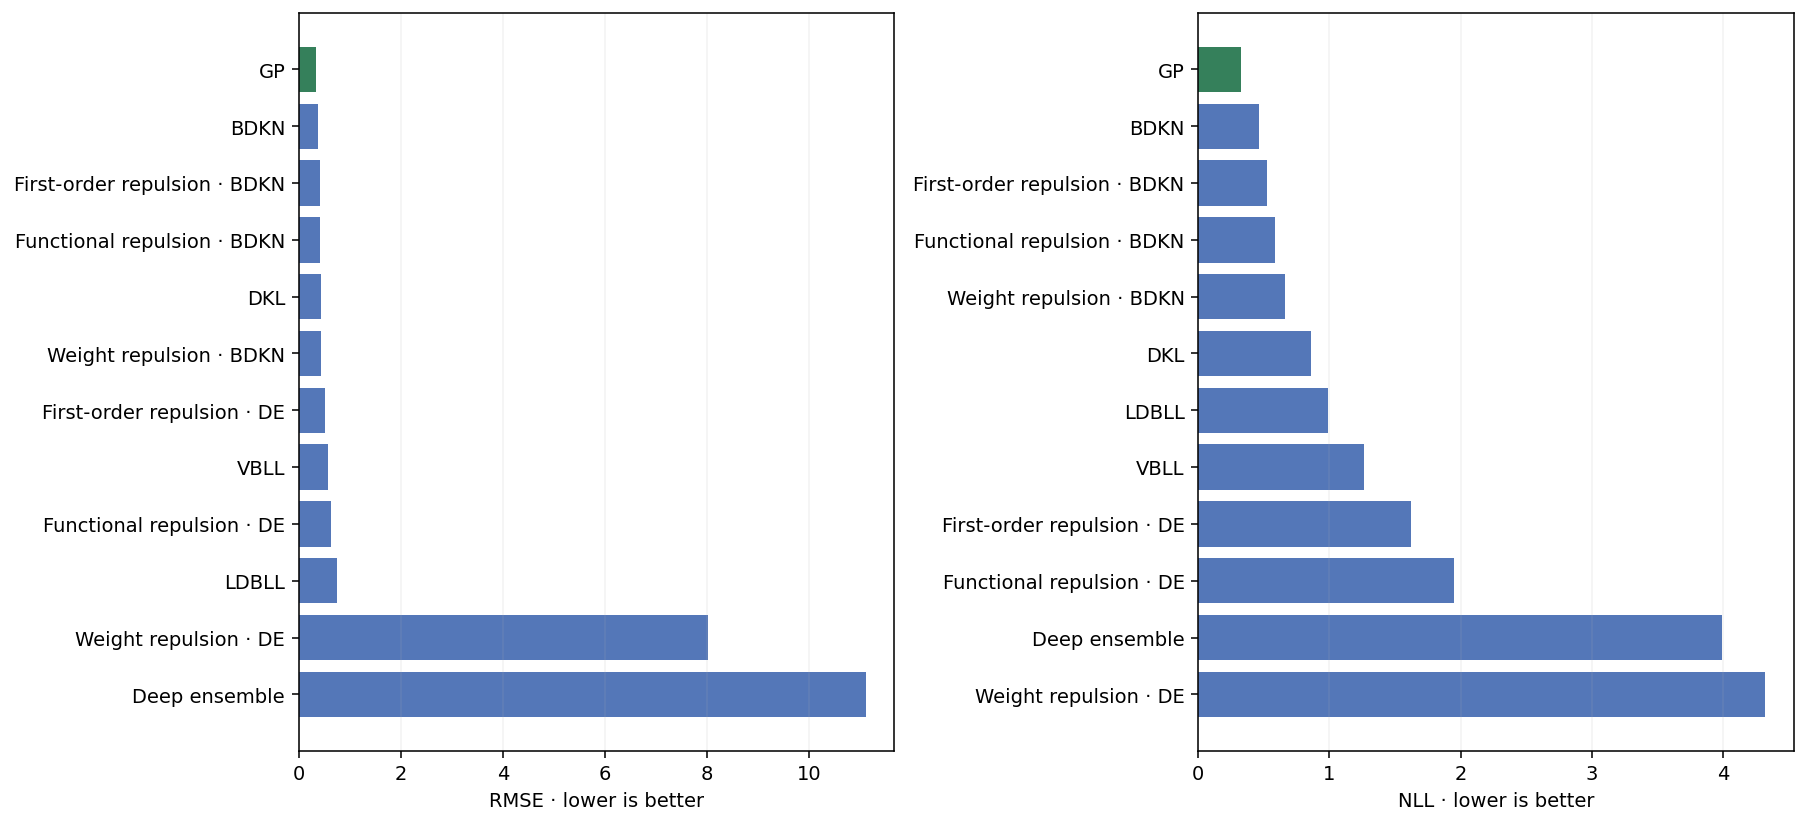 GP
BDKN
First-order repulsion · BDKN
Functional repulsion · BDKN
DKL
Weight repulsion · BDKN
First-order repulsion · DE
VBLL
Functional repulsion · DE
LDBLL
Weight repulsion · DE
Deep ensemble
0 2 4 6 8 10
RMSE · lower is better
GP
BDKN
First-order repulsion · BDKN
Functional repulsion · BDKN
Weight repulsion · BDKN
DKL
LDBLL
VBLL
First-order repulsion · DE
Functional repulsion · DE
Deep ensemble
Weight repulsion · DE
0 1 2 3 4
NLL · lower is better